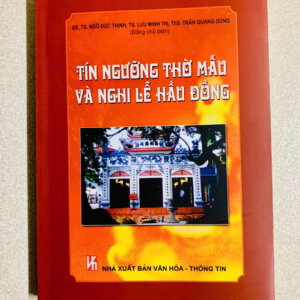 GS. TS. NGÔ ĐỨC THỊNH, TS. LƯU MINH TRỊ, ThS. TRẦN QUANG DŨNG
(Đồng chủ biên)
TÍN NGƯỠNG THỜ MẪU
VÀ NGHI LỄ HẦU ĐỒNG
NHÀ XUẤT BẢN VĂN HÓA - THÔNG TIN